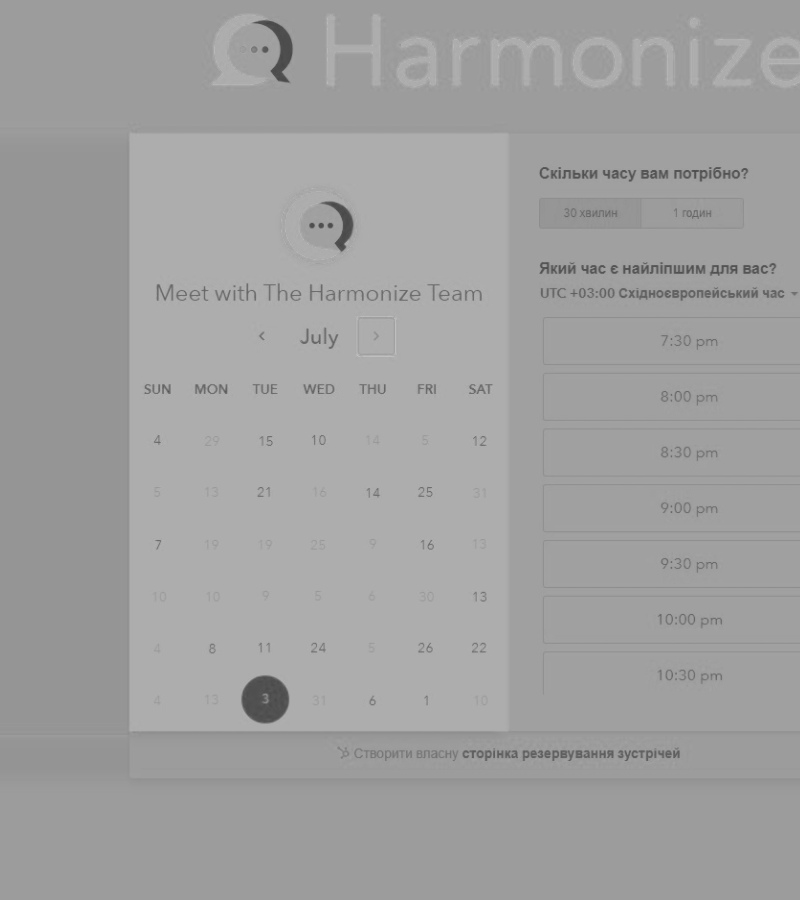 Harmonize
Meet with The Harmonize Team
July
SUN MON TUE WED THU FRI SAT
4 29 15 10 14 5 12
5 13 21 16 14 25 31
7 19 19 25 9 16 13
10 10 9 5 6 30 13
4 8 11 24 5 26 22
4 13 3 31 6 1 10
Скільки часу вам потрібно?
30 хвилин 1 годин
Який час є найліпшим для вас?
UTC +03:00 Східноєвропейський час
7:30 pm
8:00 pm
8:30 pm
9:00 pm
9:30 pm
10:00 pm
10:30 pm
Створити власну сторінка резервування зустрічей